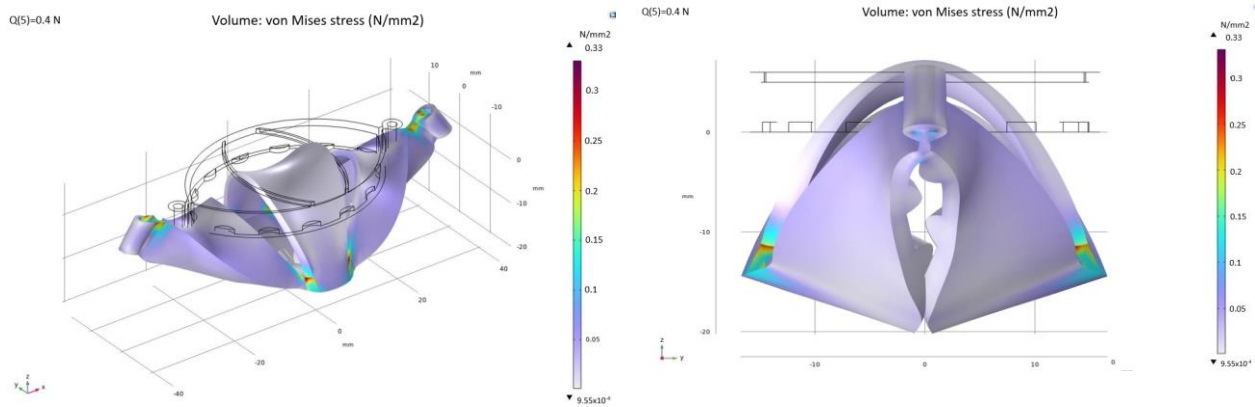 Q(5)=0.4 N
Volume: von Mises stress (N/mm2)
N/mm2
0.33
0.3
0.25
0.2
0.15
0.1
0.05
9.55x10⁻⁴
10
mm
0
-10
0
mm
-10
-20
40
20
0
mm
-20
-40
y z x
Q(5)=0.4 N
Volume: von Mises stress (N/mm2)
N/mm2
0.33
0.3
0.25
0.2
0.15
0.1
0.05
9.55x10⁻⁴
0
mm
-10
-20
-10
0
10
0
z
x y